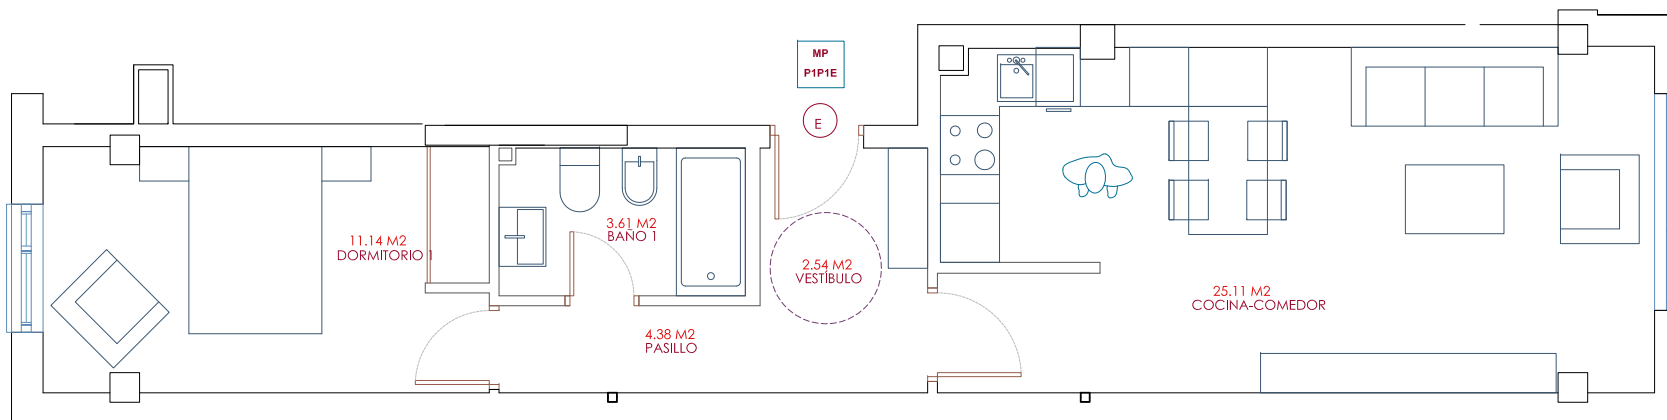 MP
P1P1E
E
11.14 M2
DORMITORIO 1
3.61 M2
BAÑO 1
2.54 M2
VESTÍBULO
4.38 M2
PASILLO
25.11 M2
COCINA-COMEDOR